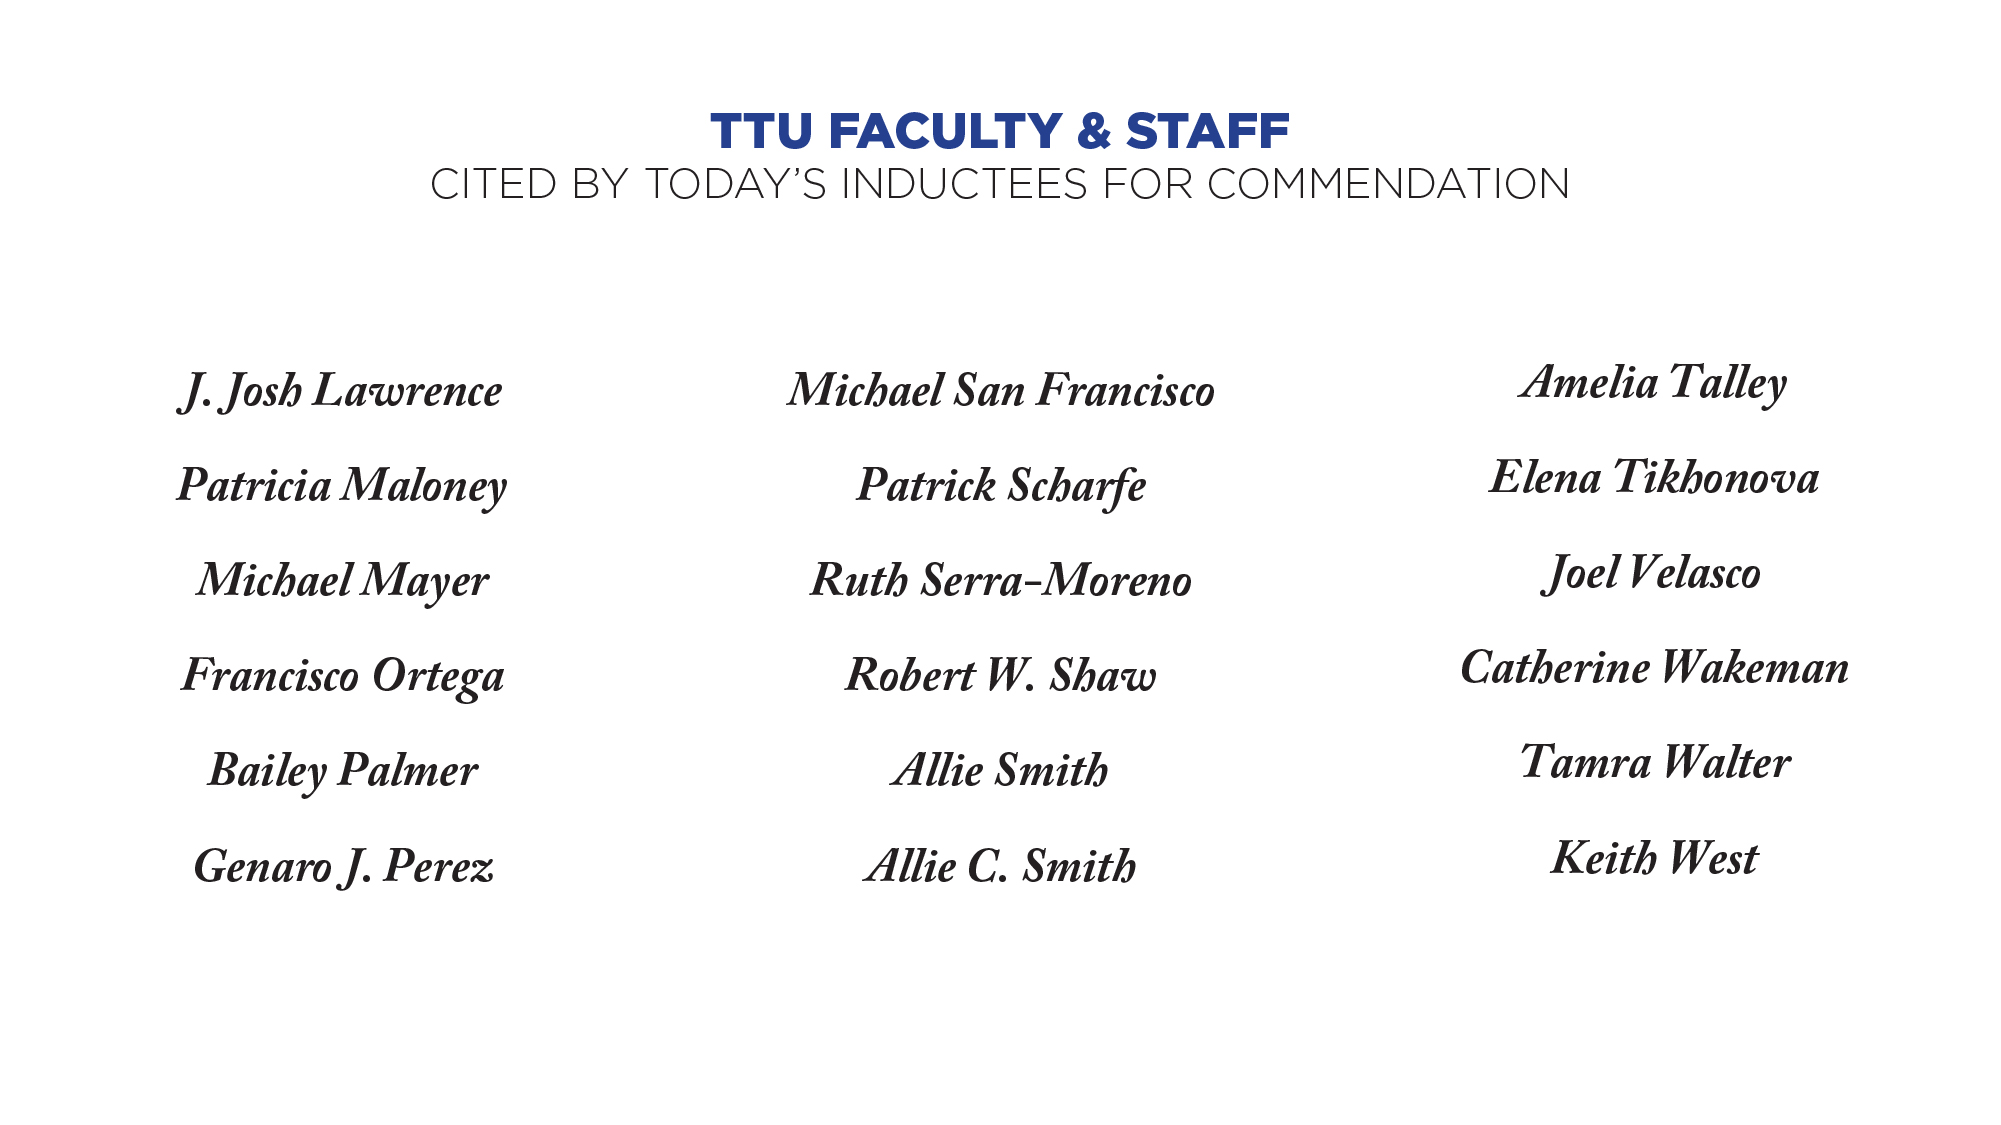 TTU FACULTY & STAFF
CITED BY TODAY’S INDUCTEES FOR COMMENDATION
J. Josh Lawrence
Patricia Maloney
Michael Mayer
Francisco Ortega
Bailey Palmer
Genaro J. Perez
Michael San Francisco
Patrick Scharfe
Ruth Serra-Moreno
Robert W. Shaw
Allie Smith
Allie C. Smith
Amelia Talley
Elena Tikhonova
Joel Velasco
Catherine Wakeman
Tamra Walter
Keith West